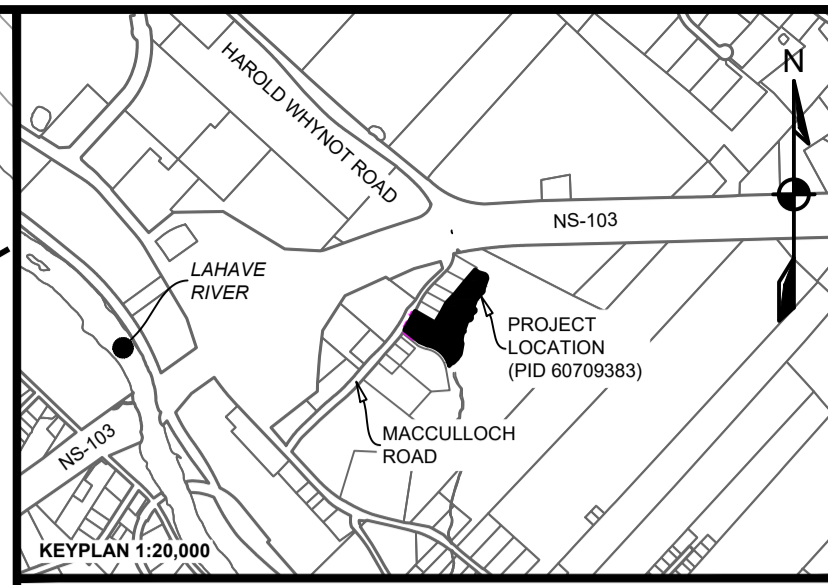 N
HAROLD WHYNOT ROAD
NS-103
LAHAVE
RIVER
PROJECT
LOCATION
(PID 60709383)
MACCULLOCH
ROAD
NS-103
KEYPLAN 1:20,000